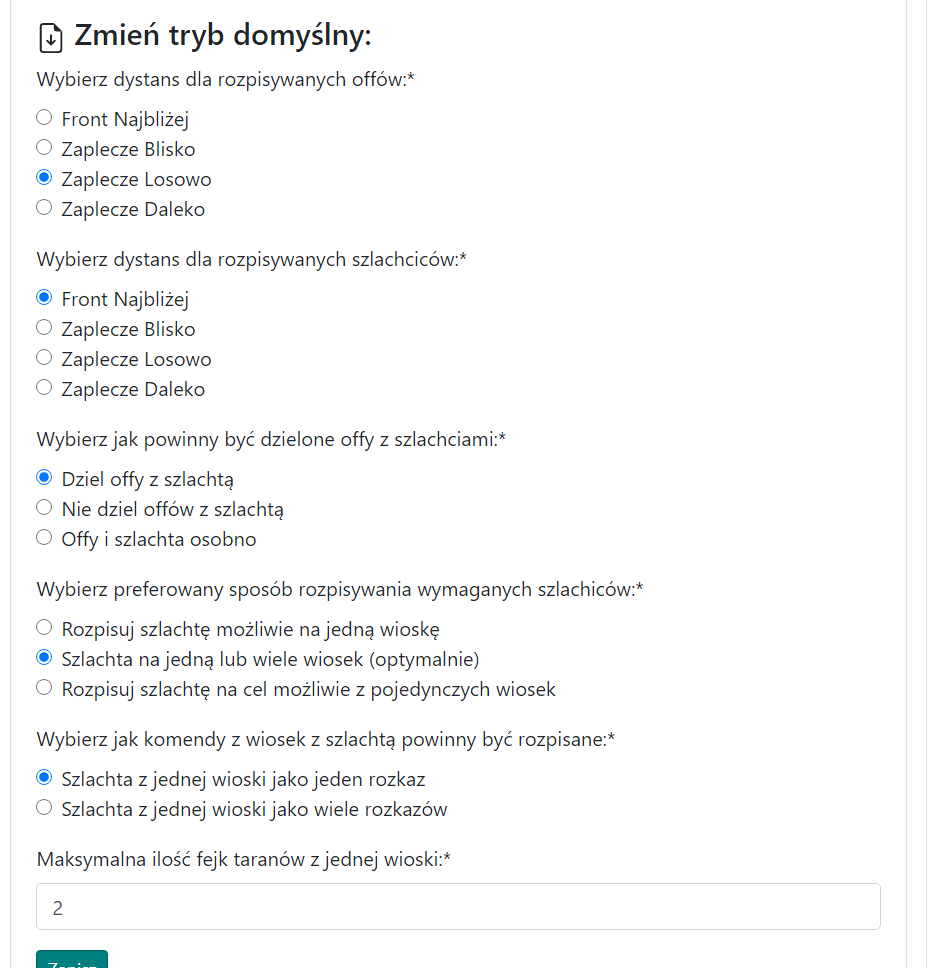 Zmień tryb domyślny:
Wybierz dystans dla rozpisywanych offów:*
Front Najbliżej
Zaplecze Blisko
Zaplecze Losowo
Zaplecze Daleko
Wybierz dystans dla rozpisywanych szlachciców:*
Front Najbliżej
Zaplecze Blisko
Zaplecze Losowo
Zaplecze Daleko
Wybierz jak powinny być dzielone offy z szlachciami:*
Dziel offy z szlachtą
Nie dziel offów z szlachtą
Offy i szlachta osobno
Wybierz preferowany sposób rozpisywania wymaganych szlachiców:*
Rozpisuj szlachtę możliwie na jedną wioskę
Szlachta na jedną lub wiele wiosek (optymalnie)
Rozpisuj szlachtę na cel możliwie z pojedynczych wiosek
Wybierz jak komendy z wiosek z szlachtą powinny być rozpisane:*
Szlachta z jednej wioski jako jeden rozkaz
Szlachta z jednej wioski jako wiele rozkazów
Maksymalna ilość fejk taranów z jednej wioski:*
2